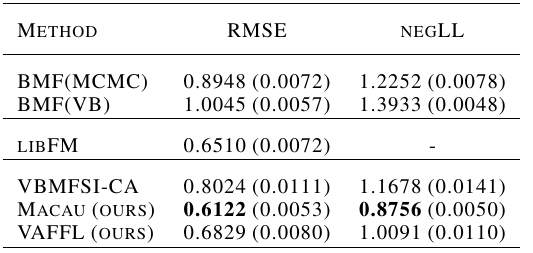 METHOD RMSE NEGLL
BMF(MCMC) 0.8948 (0.0072) 1.2252 (0.0078)
BMF(VB) 1.0045 (0.0057) 1.3933 (0.0048)
LIBFM 0.6510 (0.0072) -
VBMFSI-CA 0.8024 (0.0111) 1.1678 (0.0141)
MACAU (OURS) 0.6122 (0.0053) 0.8756 (0.0050)
VAFFL (OURS) 0.6829 (0.0080) 1.0091 (0.0110)